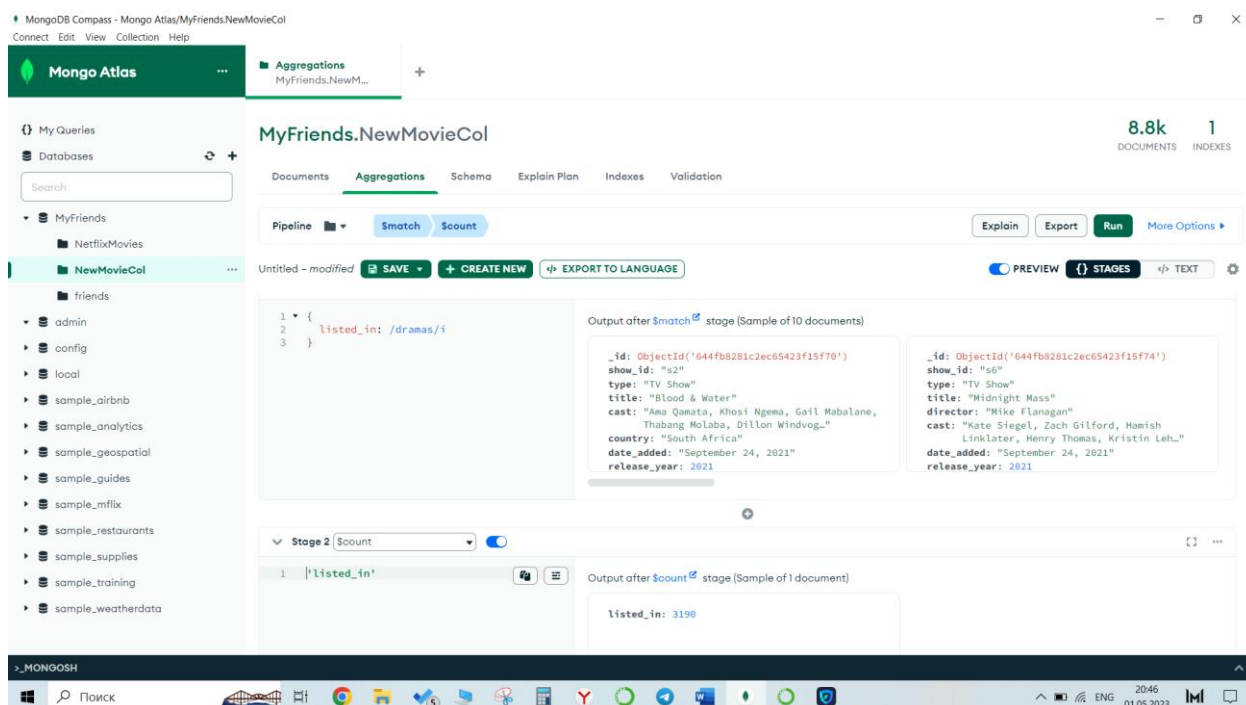 MongoDB Compass - Mongo Atlas/MyFriends.NewMovieCol
Connect Edit View Collection Help
Mongo Atlas
...
Aggregations
MyFriends.NewM...
+
{} My Queries
Databases
Search
MyFriends
NetflixMovies
NewMovieCol
...
friends
admin
config
local
sample_airbnb
sample_analytics
sample_geospatial
sample_guides
sample_mflix
sample_restaurants
sample_supplies
sample_training
sample_weatherdata
MyFriends.NewMovieCol
8.8k
DOCUMENTS
1
INDEXES
Documents Aggregations Schema Explain Plan Indexes Validation
Pipeline $match $count
Explain Export Run More Options
Untitled – modified SAVE + CREATE NEW </> EXPORT TO LANGUAGE
PREVIEW {} STAGES </> TEXT
1 {
2 listed_in: /dramas/i
3 }
Output after $match stage (Sample of 10 documents)
_id: ObjectId('644fb8281c2ec65423f15f70')
show_id: "s2"
type: "TV Show"
title: "Blood & Water"
cast: "Ama Qamata, Khosi Ngema, Gail Mabalane,
Thabang Molaba, Dillon Windvog…"
country: "South Africa"
date_added: "September 24, 2021"
release_year: 2021
_id: ObjectId('644fb8281c2ec65423f15f74')
show_id: "s6"
type: "TV Show"
title: "Midnight Mass"
director: "Mike Flanagan"
cast: "Kate Siegel, Zach Gilford, Hamish
Linklater, Henry Thomas, Kristin Leh…"
date_added: "September 24, 2021"
release_year: 2021
Stage 2 $count
...
1 'listed_in'
Output after $count stage (Sample of 1 document)
listed_in: 3190
>_MONGOSH
Поиск
ENG
20:46
01.05.2023